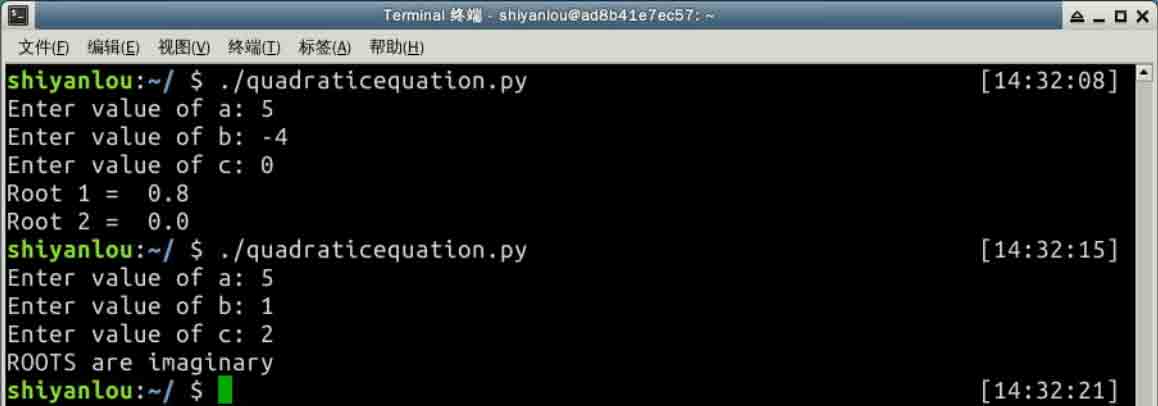 Terminal 终端 - shiyanlou@ad8b41e7ec57: ~
文件(F) 编辑(E) 视图(V) 终端(T) 标签(A) 帮助(H)
shiyanlou:~/ $ ./quadraticequation.py [14:32:08]
Enter value of a: 5
Enter value of b: -4
Enter value of c: 0
Root 1 =  0.8
Root 2 =  0.0
shiyanlou:~/ $ ./quadraticequation.py [14:32:15]
Enter value of a: 5
Enter value of b: 1
Enter value of c: 2
ROOTS are imaginary
shiyanlou:~/ $ [14:32:21]